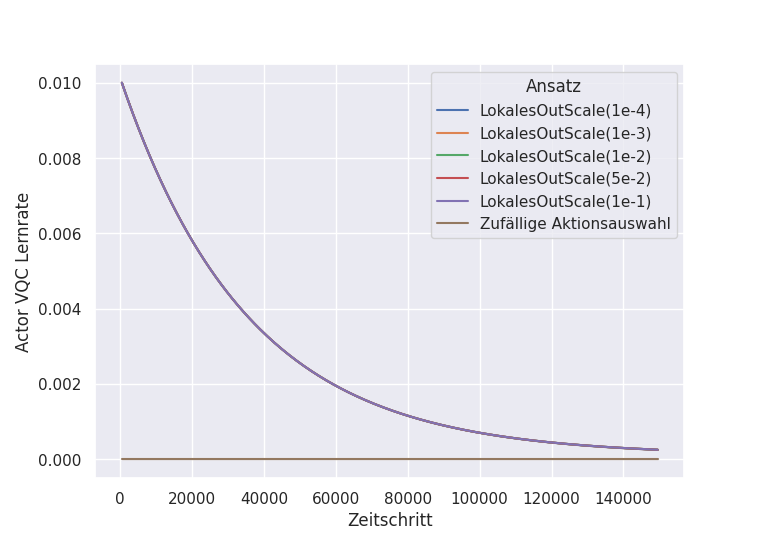 Ansatz
LokalesOutScale(1e-4)
LokalesOutScale(1e-3)
LokalesOutScale(1e-2)
LokalesOutScale(5e-2)
LokalesOutScale(1e-1)
Zufällige Aktionsauswahl
Actor VQC Lernrate
0.010
0.008
0.006
0.004
0.002
0.000
0 20000 40000 60000 80000 100000 120000 140000
Zeitschritt